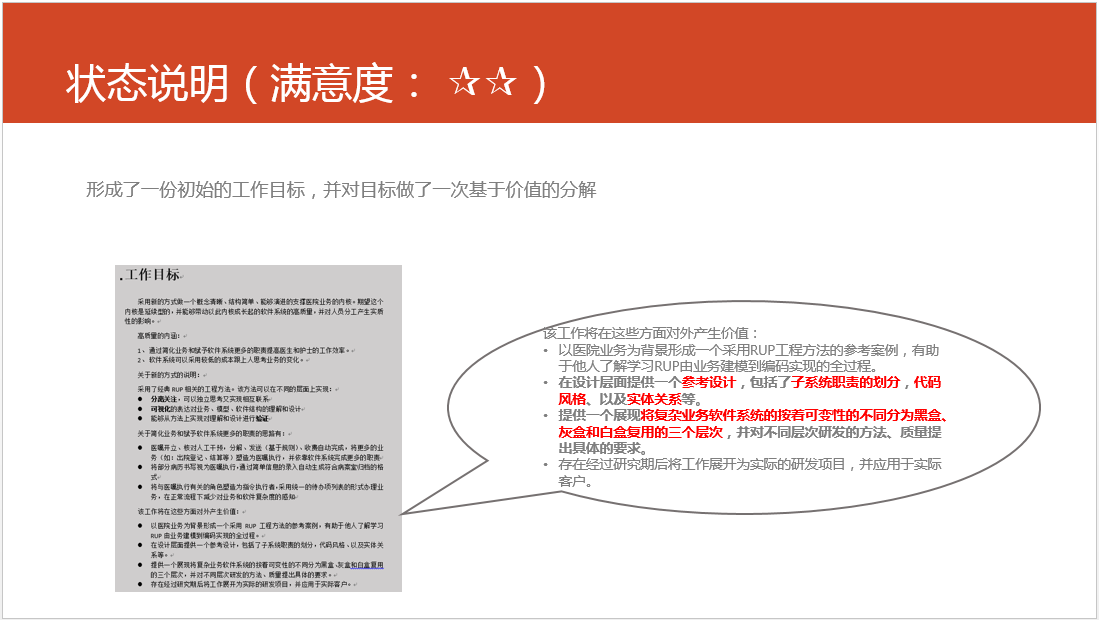 状态说明（满意度： ☆☆ ）
形成了一份初始的工作目标，并对目标做了一次基于价值的分解
工作目标
采用新的方式做一个概念清晰、结构简单、能够演进的支撑医院业务的内核。期望这个
内核是延续型的，并能够带动以此内核成长起的软件系统的高质量，并对人员分工产生实质
性的影响。
高质量的内涵：
1、 通过简化业务和赋予软件系统更多的职责提高医生和护士的工作效率。
2、 软件系统可以采用较低的成本跟上人思考业务的变化。
关于新的方式的说明：
采用了经典 RUP 相关的工程方法。该方法可以在不同的层面上实现：
● 分离关注，可以独立思考又实现相互联系
● 可视化的表达对业务、模型、软件结构的理解和设计
● 能够从方法上实现对理解和设计进行验证
关于简化业务和赋予软件系统更多的职责的思路有：
● 医嘱开立、核对人工干预，分解、发送（基于规则）、收费自动完成，将更多的业
务（如：出院登记、结算等）塑造为医嘱执行，并依靠软件系统完成更多的职责
● 将部分病历书写视为医嘱执行，通过简单信息的录入自动生成符合病案室归档的格
式
● 将与医嘱执行有关的角色塑造为指令执行者，采用统一的待办项列表的形式办理业
务，在正常流程下减少对业务和软件复杂度的感知
该工作将在这些方面对外产生价值：
● 以医院业务为背景形成一个采用 RUP 工程方法的参考案例，有助于他人了解学习
RUP 由业务建模到编码实现的全过程。
● 在设计层面提供一个参考设计，包括了子系统职责的划分，代码风格、以及实体关
系等。
● 提供一个展现将复杂业务软件系统的按着可变性的不同分为黑盒、灰盒和白盒复用
的三个层次，并对不同层次研发的方法、质量提出具体的要求。
● 存在经过研究期后将工作展开为实际的研发项目，并应用于实际客户。
该工作将在这些方面对外产生价值：
• 以医院业务为背景形成一个采用RUP工程方法的参考案例，有助
于他人了解学习RUP由业务建模到编码实现的全过程。
• 在设计层面提供一个参考设计，包括了子系统职责的划分，代码
风格、以及实体关系等。
• 提供一个展现将复杂业务软件系统的按着可变性的不同分为黑盒、
灰盒和白盒复用的三个层次，并对不同层次研发的方法、质量提
出具体的要求。
• 存在经过研究期后将工作展开为实际的研发项目，并应用于实际
客户。